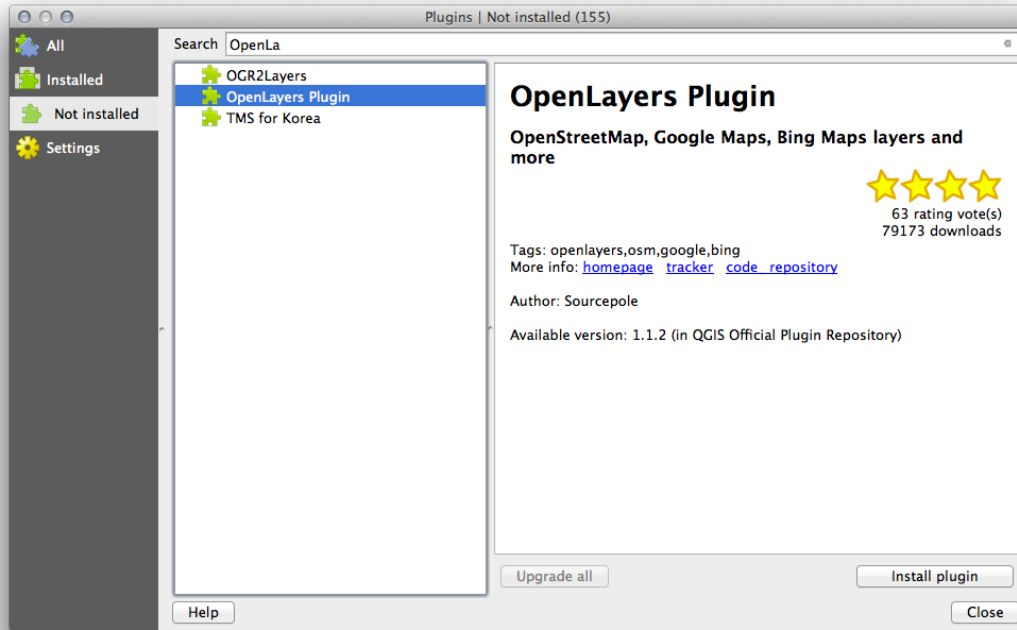 Plugins | Not installed (155)
All
Installed
Not installed
Settings
Search OpenLa
OGR2Layers
OpenLayers Plugin
TMS for Korea
OpenLayers Plugin
OpenStreetMap, Google Maps, Bing Maps layers and
more
63 rating vote(s)
79173 downloads
Tags: openlayers,osm,google,bing
More info: homepage tracker code_repository
Author: Sourcepole
Available version: 1.1.2 (in QGIS Official Plugin Repository)
Upgrade all
Install plugin
Help
Close